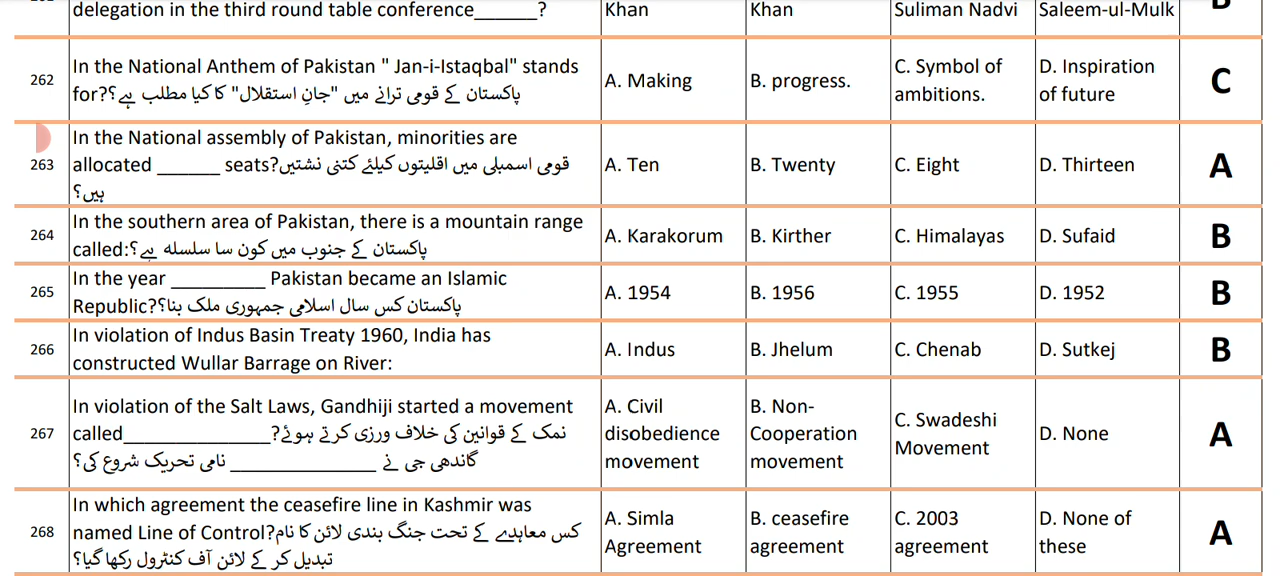 delegation in the third round table conference______? Khan Khan Suliman Nadvi Saleem-ul-Mulk
262 In the National Anthem of Pakistan " Jan-i-Istaqbal" stands
for?پاکستان کے قومی ترانے میں "جانِ استقلال" کا کیا مطلب ہے؟
A. Making
B. progress.
C. Symbol of
ambitions.
D. Inspiration
of future
C
263 In the National assembly of Pakistan, minorities are
allocated ______ seats?قومی اسمبلی میں اقلیتوں کیلئے کتنی نشتیں
ہیں؟
A. Ten
B. Twenty
C. Eight
D. Thirteen
A
264 In the southern area of Pakistan, there is a mountain range
called:پاکستان کے جنوب میں کون سا سلسلہ ہے؟
A. Karakorum
B. Kirther
C. Himalayas
D. Sufaid
B
265 In the year _________ Pakistan became an Islamic
Republic?پاکستان کس سال اسلامی جمہوری ملک بنا؟
A. 1954
B. 1956
C. 1955
D. 1952
B
266 In violation of Indus Basin Treaty 1960, India has
constructed Wullar Barrage on River:
A. Indus
B. Jhelum
C. Chenab
D. Sutkej
B
267 In violation of the Salt Laws, Gandhiji started a movement
called______________?نمک کے قوانین کی خلاف ورزی کرتے ہوئے
گاندھی جی نے ______________ نامی تحریک شروع کی؟
A. Civil
disobedience
movement
B. Non-
Cooperation
movement
C. Swadeshi
Movement
D. None
A
268 In which agreement the ceasefire line in Kashmir was
named Line of Control?کس معاہدے کے تحت جنگ بندی لائن کا نام
تبدیل کر کے لائن آف کنٹرول رکھا گیا؟
A. Simla
Agreement
B. ceasefire
agreement
C. 2003
agreement
D. None of
these
A